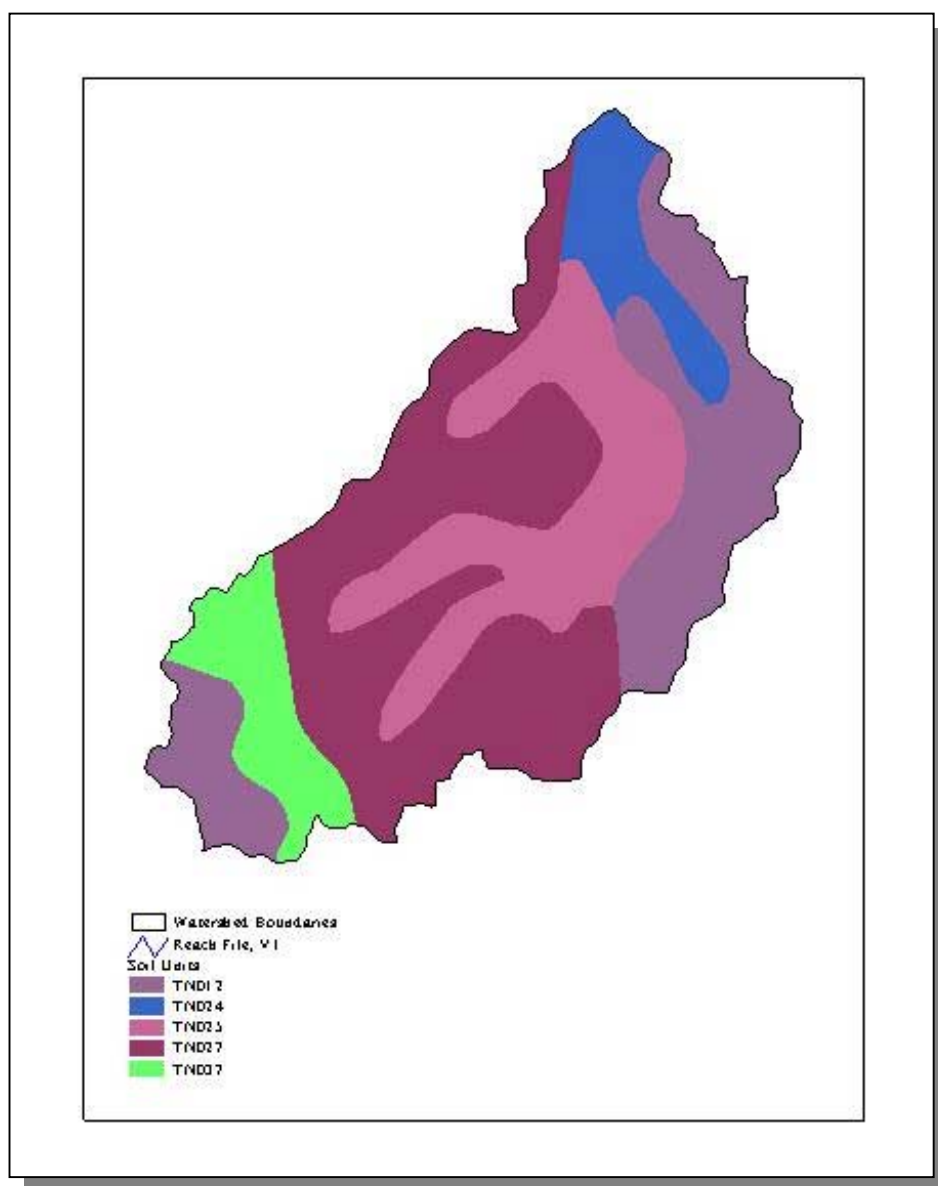 Watershed Boundaries
Reach File, V1
Soil Units
TN012
TN024
TN025
TN027
TN037